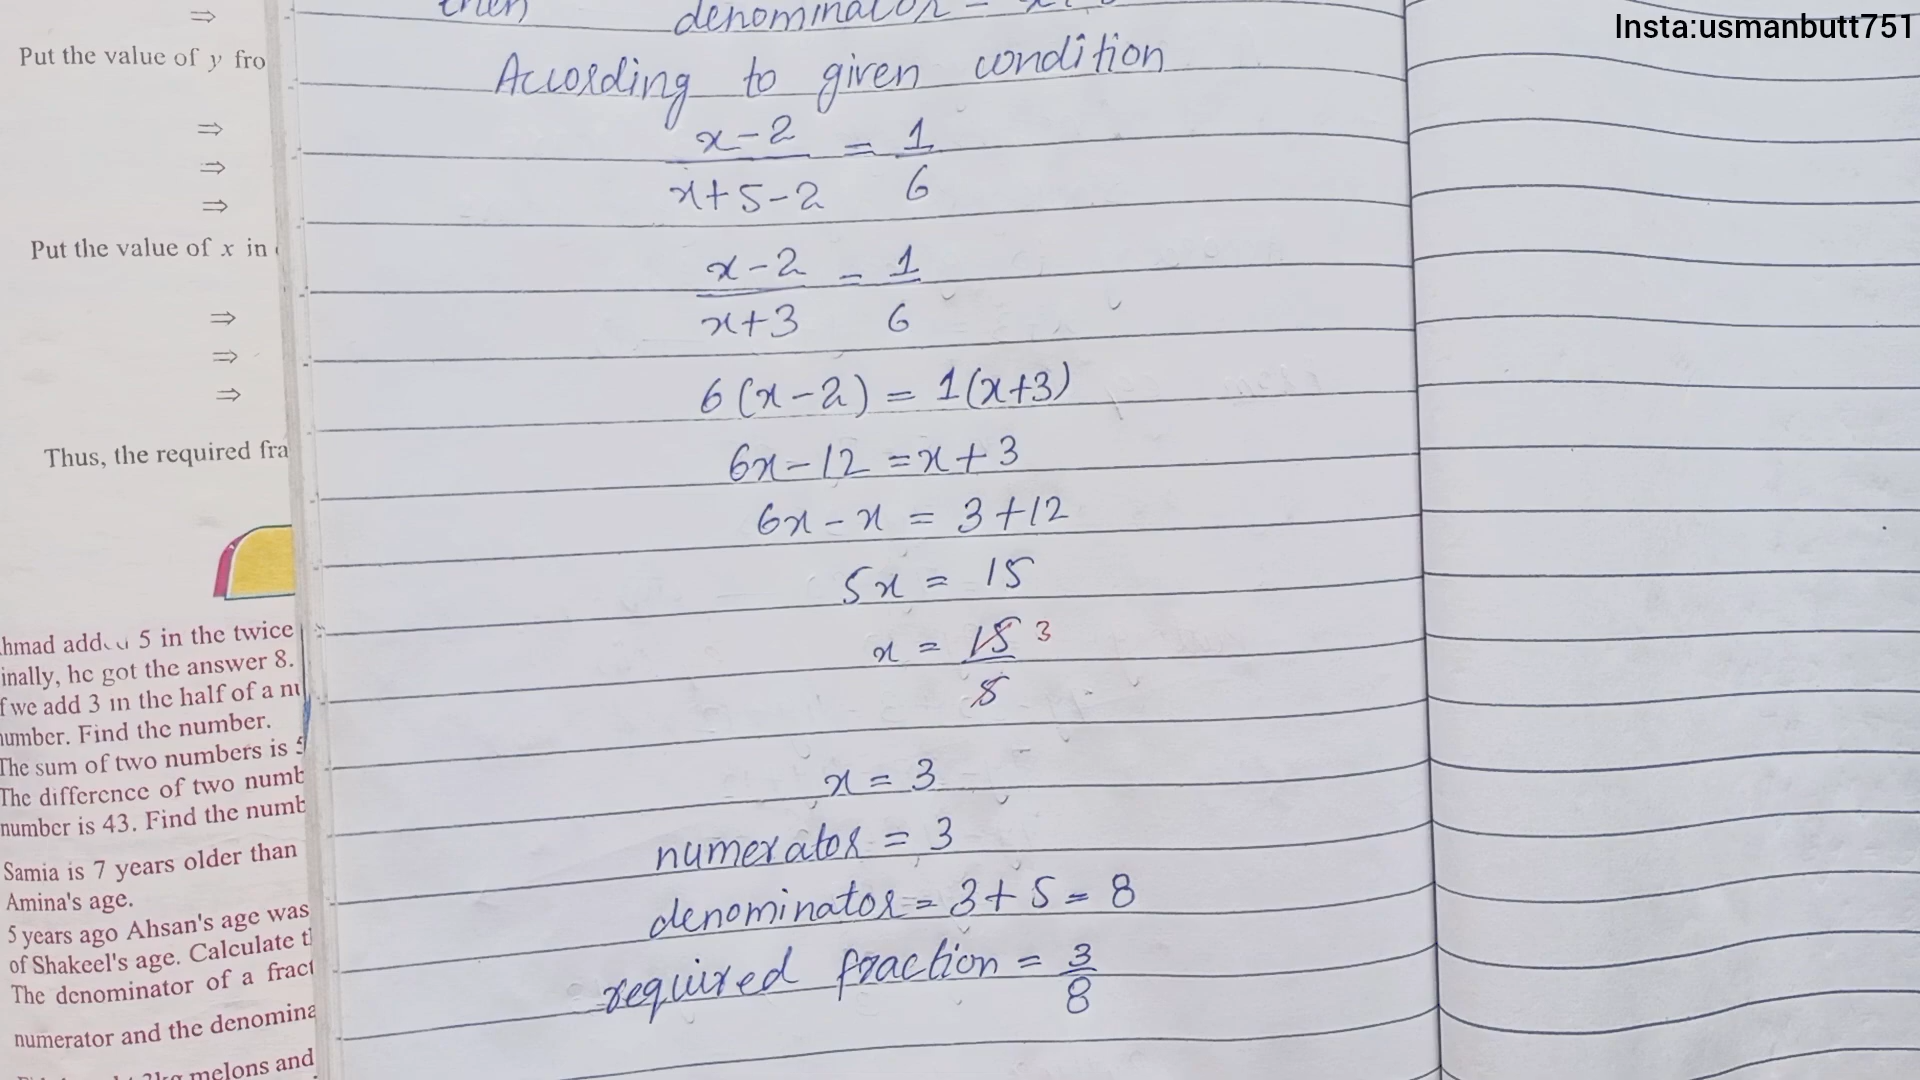 Insta:usmanbutt751
⇒
Put the value of y fro
⇒
⇒
⇒
Put the value of x in
⇒
⇒
⇒
Thus, the required fra
hmad add 5 in the twice
inally, he got the answer 8.
f we add 3 in the half of a nu
umber. Find the number.
The sum of two numbers is 5
The difference of two numb
number is 43. Find the numb
Samia is 7 years older than
Amina's age.
5 years ago Ahsan's age was
of Shakeel's age. Calculate t
The denominator of a fract
numerator and the denomina
melons and
then denominator =
According to given condition
x-2/x+5-2 = 1/6
x-2/x+3 = 1/6
6(x-2) = 1(x+3)
6x-12 = x+3
6x-x = 3+12
5x = 15
x = 15/5 3
x = 3
numerator = 3
denominator = 3+5 = 8
required fraction = 3/8